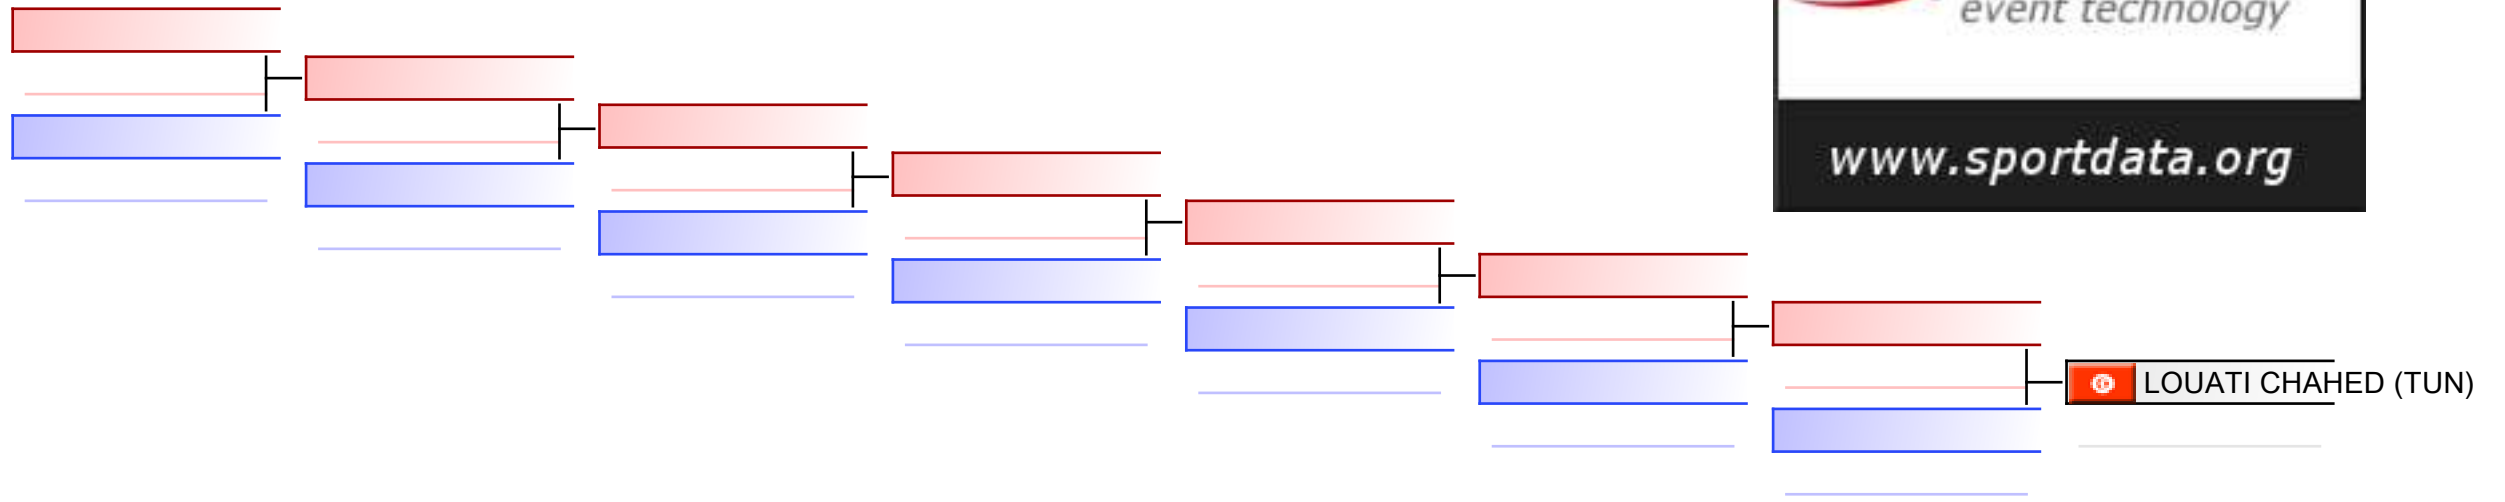 event technology
www.sportdata.org
LOUATI CHAHED (TUN)